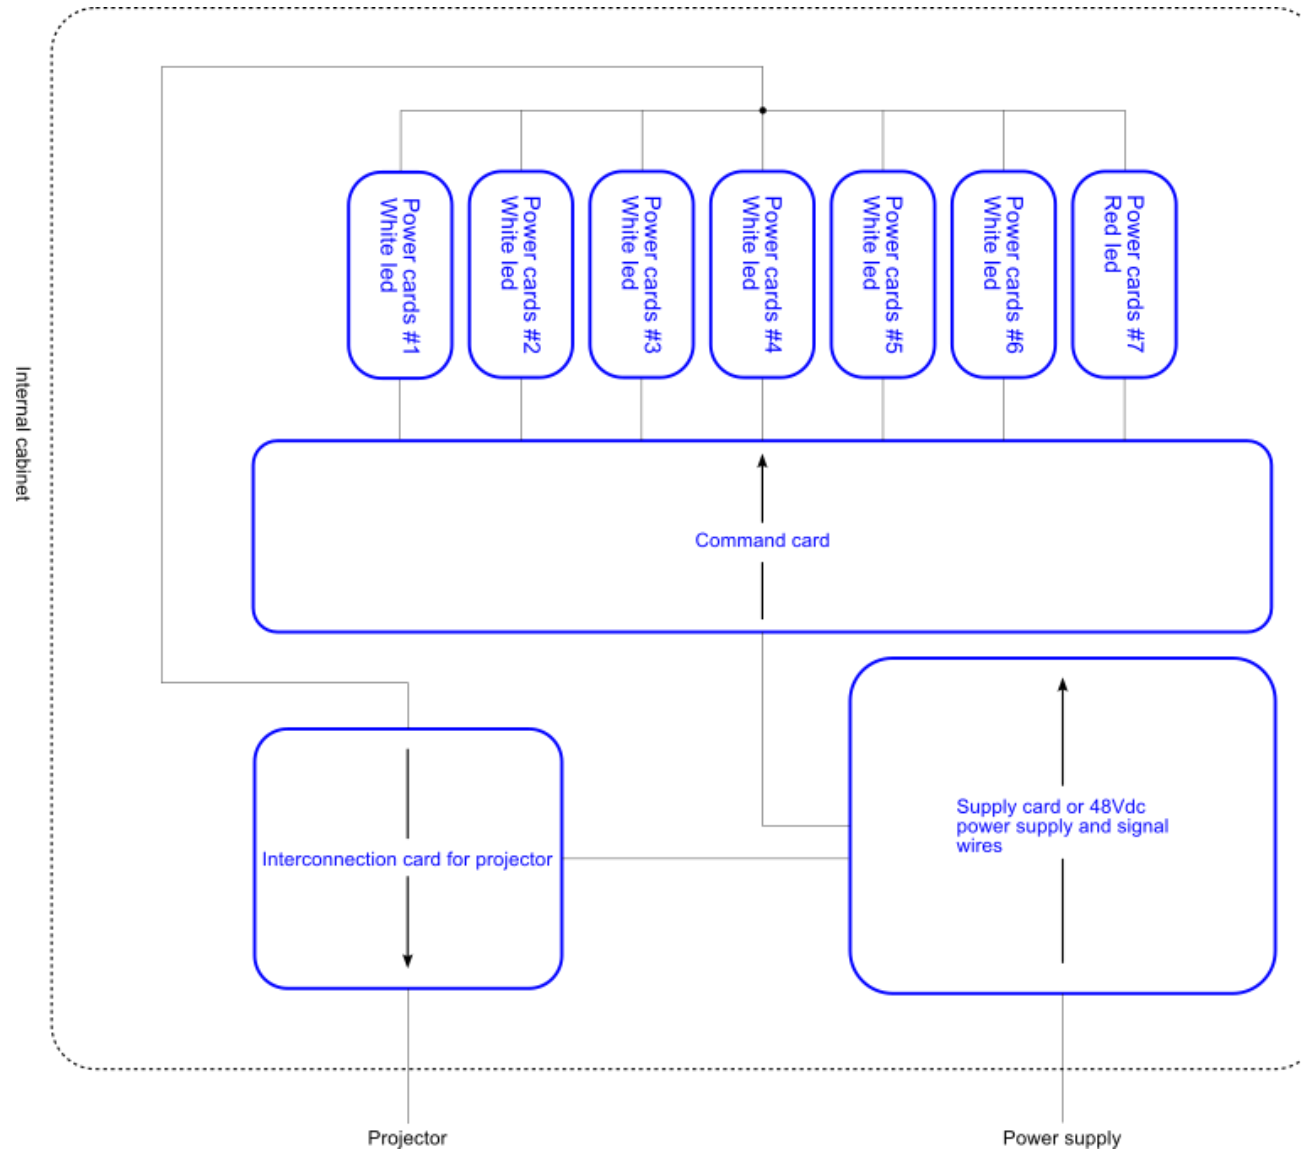 Power cards #1
White led
Power cards #2
White led
Power cards #3
White led
Power cards #4
White led
Power cards #5
White led
Power cards #6
White led
Power cards #7
Red led
Internal cabinet
Command card
Supply card or 48Vdc
power supply and signal
wires
Interconnection card for projector
Projector
Power supply